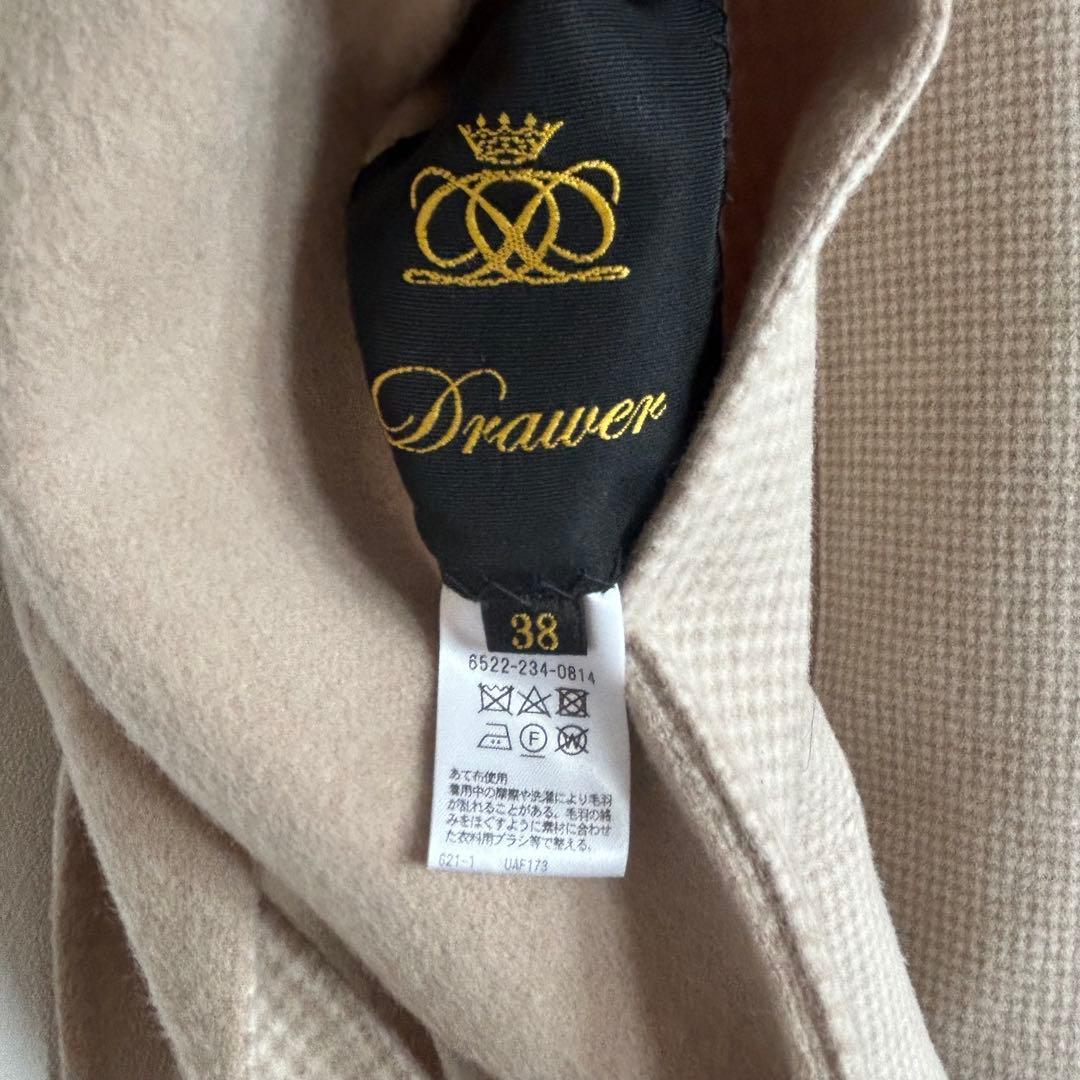 Drawer
38
6522-234-0814
F
W
あて布使用
着用中の摩擦や洗濯により毛羽
が乱れることがある。毛羽の絡
みをほぐすように素材に合わせ
た衣料用ブラシ等で整える。
G21-1 UAF173